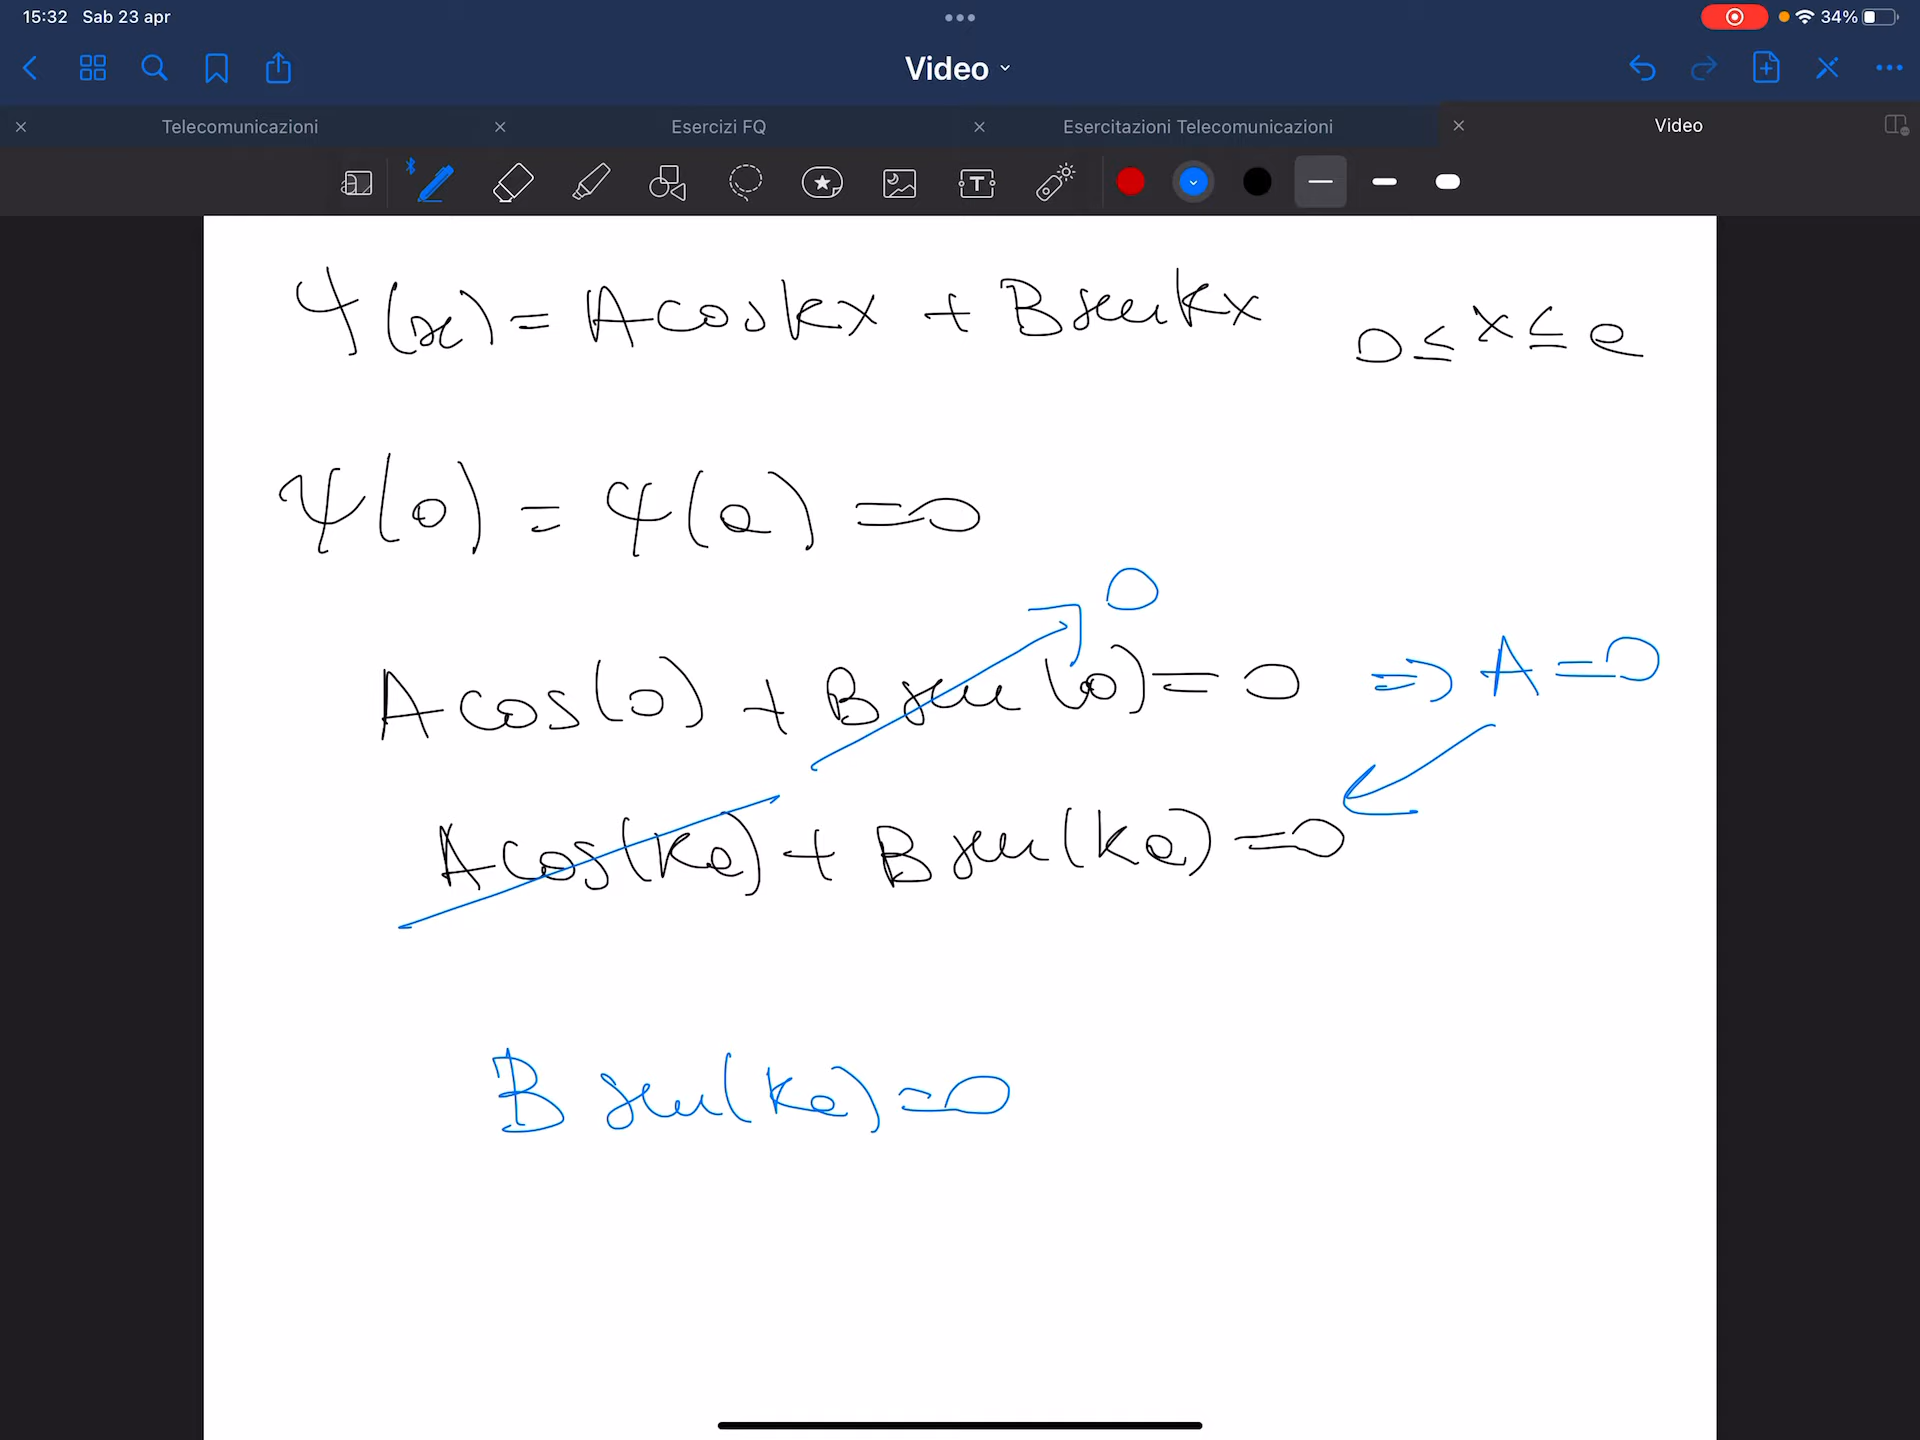 15:32 Sab 23 apr 34%
Video
Telecomunicazioni Esercizi FQ Esercitazioni Telecomunicazioni Video
T
Ψ(x) = A cos kx + B sen kx 0 ≤ x ≤ a
Ψ(0) = Ψ(a) = 0
0
A cos(0) + B sen(0) = 0 ⇒ A = 0
A cos(ka) + B sen(ka) = 0
B sen(ka) = 0